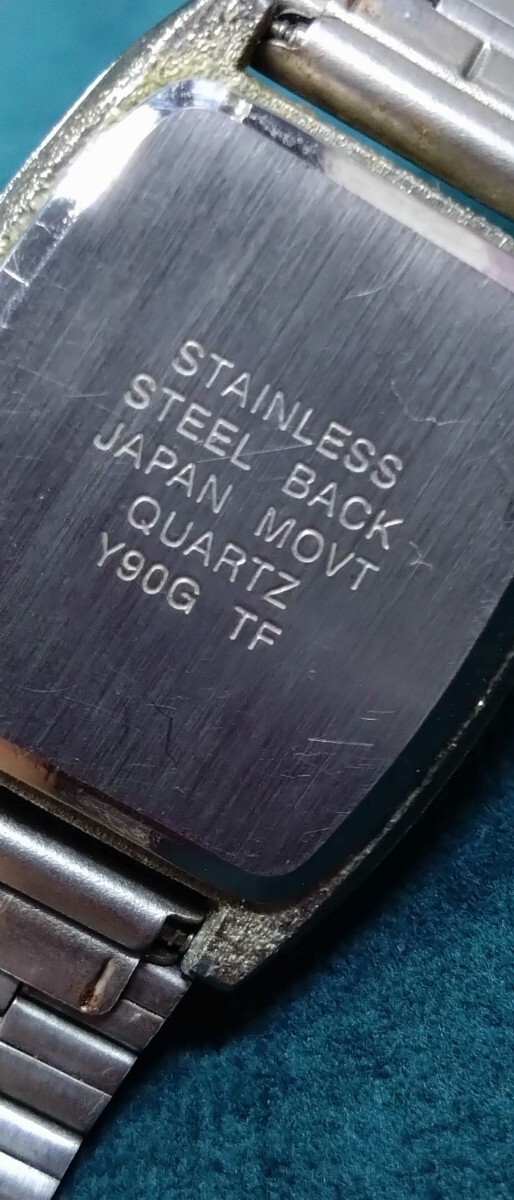 STAINLESS
STEEL BACK
JAPAN MOVT
QUARTZ
Y90G TF